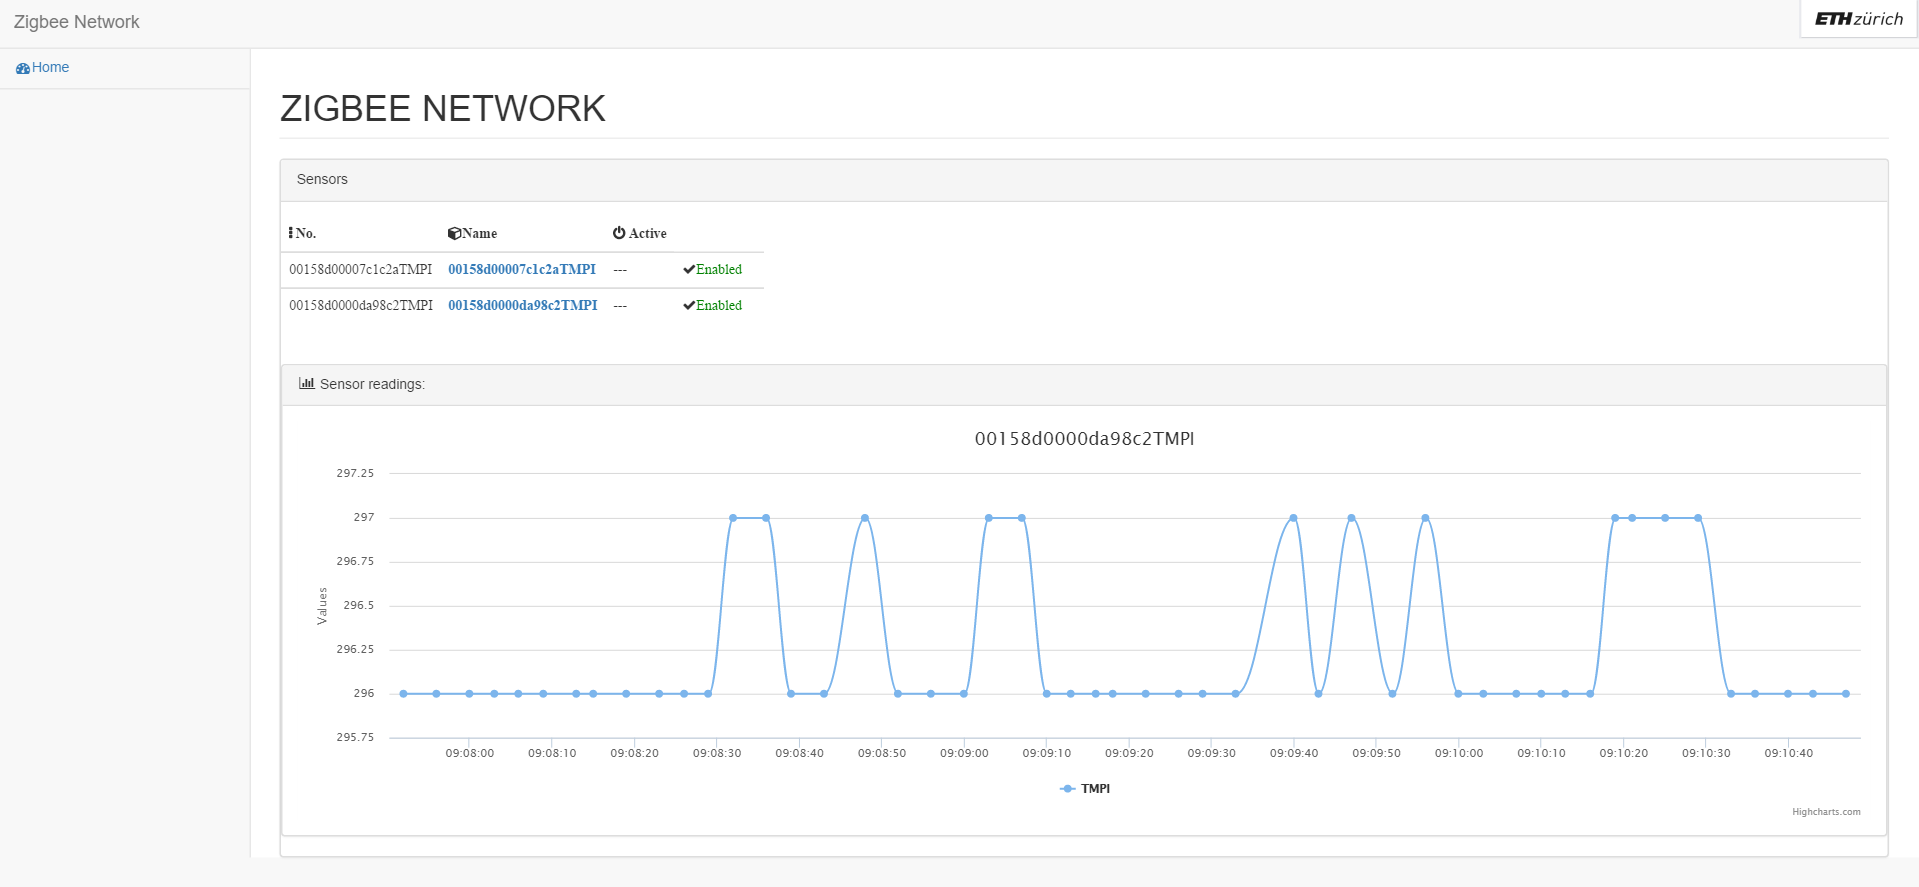 Zigbee Network
ETH zürich
Home
ZIGBEE NETWORK
Sensors
No. Name Active
00158d00007c1c2aTMPI 00158d00007c1c2aTMPI --- Enabled
00158d0000da98c2TMPI 00158d0000da98c2TMPI --- Enabled
Sensor readings:
00158d0000da98c2TMPI
297.25
297
296.75
296.5
296.25
296
295.75
Values
09:08:00 09:08:10 09:08:20 09:08:30 09:08:40 09:08:50 09:09:00 09:09:10 09:09:20 09:09:30 09:09:40 09:09:50 09:10:00 09:10:10 09:10:20 09:10:30 09:10:40
TMPI
Highcharts.com